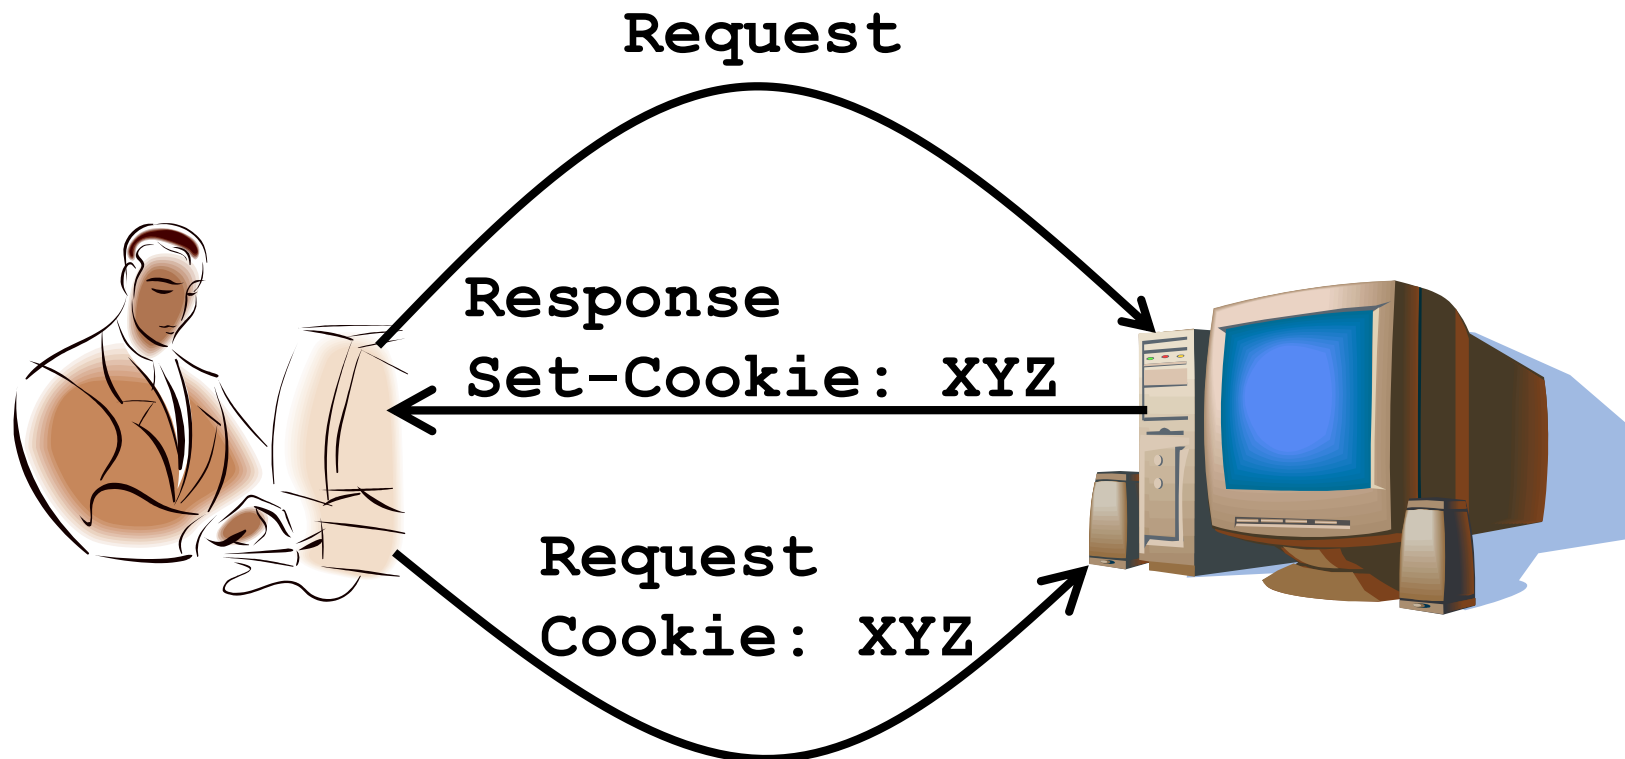 Request
Response
Set-Cookie: XYZ
Request
Cookie: XYZ